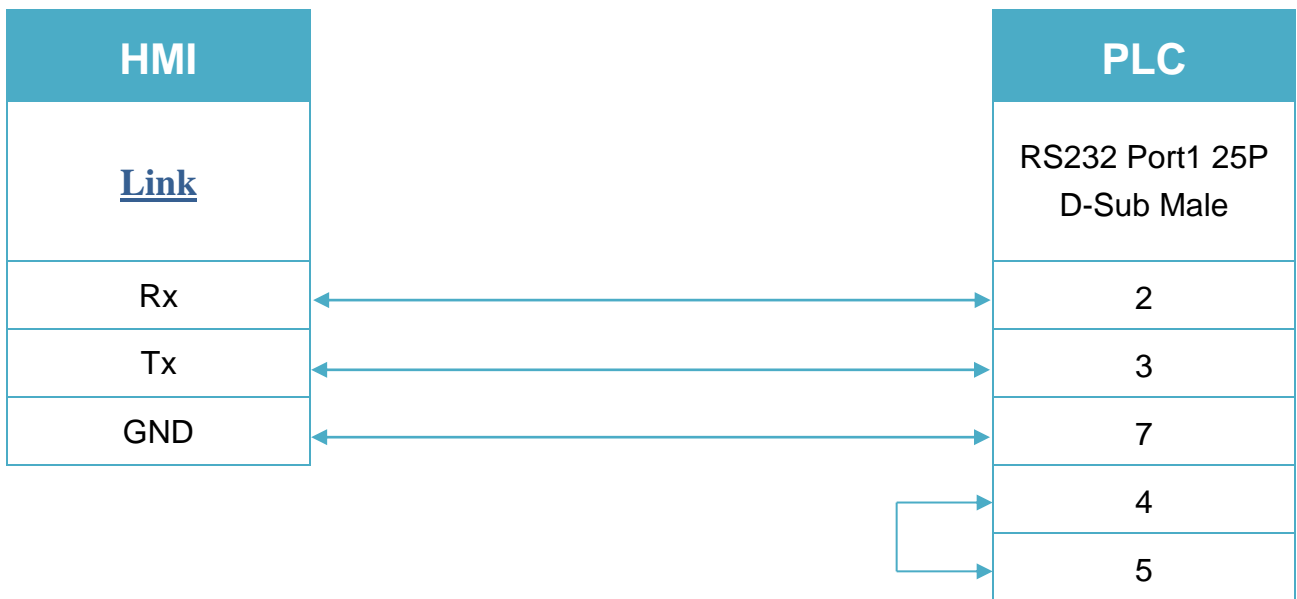 HMI
PLC
Link
RS232 Port1 25P
D-Sub Male
Rx
2
Tx
3
GND
7
4
5